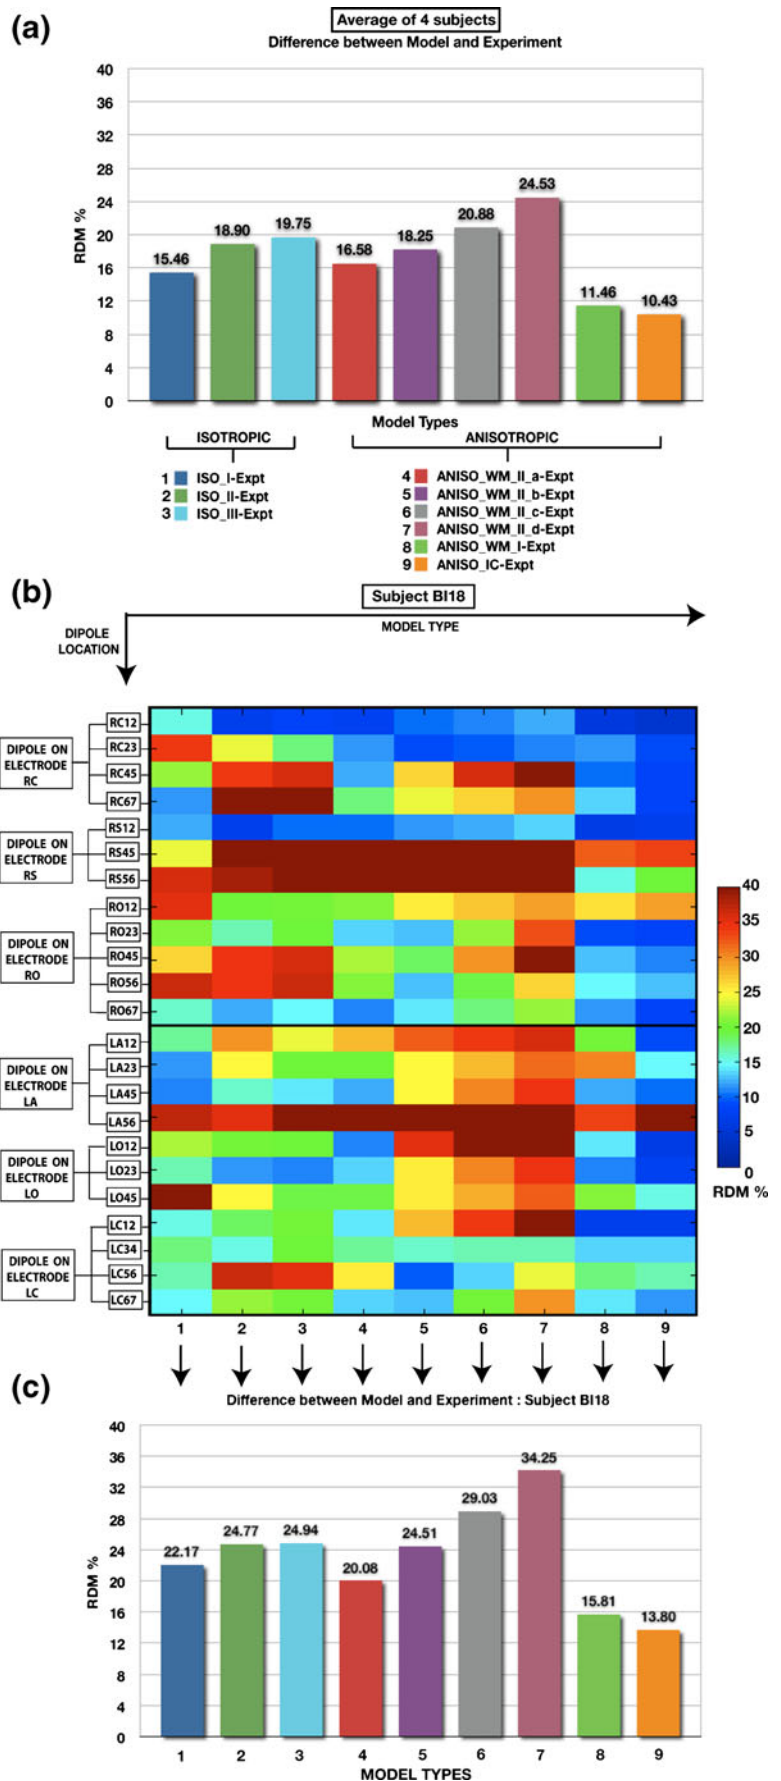 (a)
Average of 4 subjects
Difference between Model and Experiment
40
36
32
28
24
20
16
12
8
4
0
RDM %
15.46
18.90
19.75
16.58
18.25
20.88
24.53
11.46
10.43
Model Types
ISOTROPIC
ANISOTROPIC
1 ISO_I-Expt
2 ISO_II-Expt
3 ISO_III-Expt
4 ANISO_WM_II_a-Expt
5 ANISO_WM_II_b-Expt
6 ANISO_WM_II_c-Expt
7 ANISO_WM_II_d-Expt
8 ANISO_WM_I-Expt
9 ANISO_IC-Expt
(b)
Subject BI18
MODEL TYPE
DIPOLE
LOCATION
DIPOLE ON
ELECTRODE
RC
RC12
RC23
RC45
RC67
DIPOLE ON
ELECTRODE
RS
RS12
RS45
RS56
DIPOLE ON
ELECTRODE
RO
RO12
RO23
RO45
RO56
RO67
DIPOLE ON
ELECTRODE
LA
LA12
LA23
LA45
LA56
DIPOLE ON
ELECTRODE
LO
LO12
LO23
LO45
DIPOLE ON
ELECTRODE
LC
LC12
LC34
LC56
LC67
40
35
30
25
20
15
10
5
0
RDM %
1 2 3 4 5 6 7 8 9
(c)
Difference between Model and Experiment : Subject BI18
40
36
32
28
24
20
16
12
8
4
0
RDM %
22.17
24.77
24.94
20.08
24.51
29.03
34.25
15.81
13.80
1 2 3 4 5 6 7 8 9
MODEL TYPES